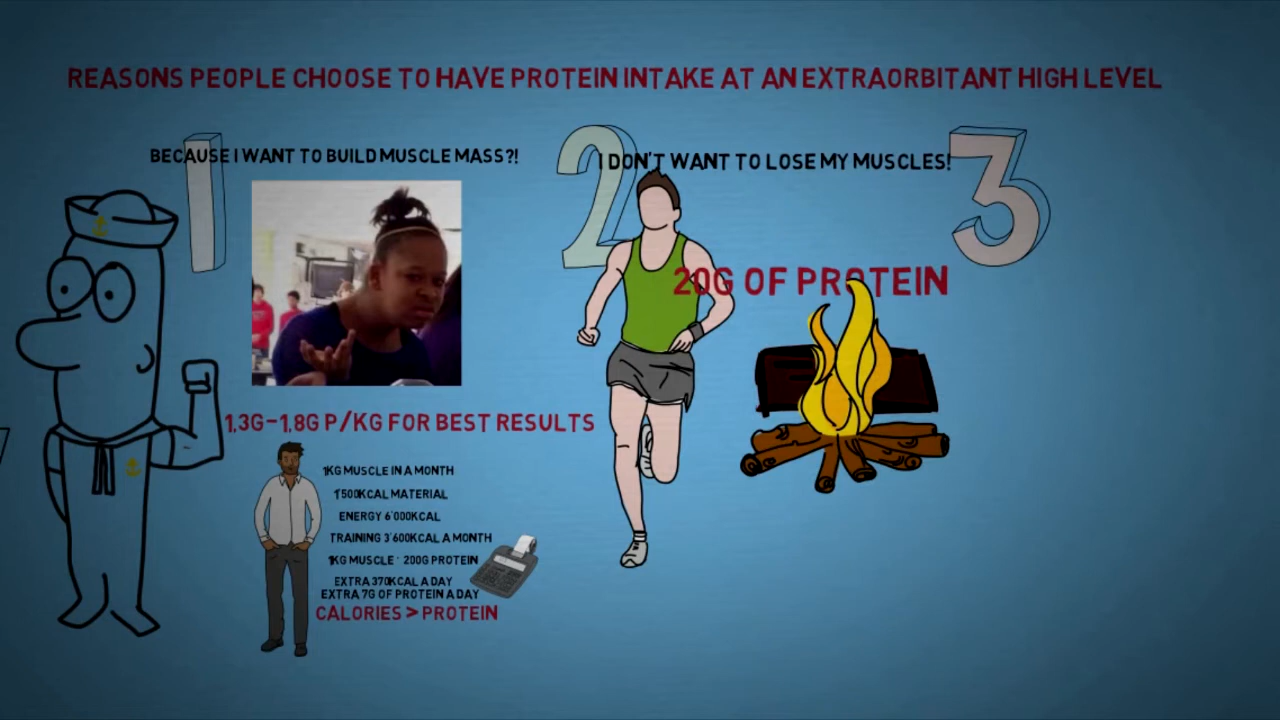 REASONS PEOPLE CHOOSE TO HAVE PROTEIN INTAKE AT AN EXTRAORBITANT HIGH LEVEL
1
BECAUSE I WANT TO BUILD MUSCLE MASS?!
2
I DON'T WANT TO LOSE MY MUSCLES!
3
20G OF PROTEIN
1,3G-1,8G P/KG FOR BEST RESULTS
1KG MUSCLE IN A MONTH
1'500KCAL MATERIAL
ENERGY 6'000KCAL
TRAINING 3'600KCAL A MONTH
1KG MUSCLE - 200G PROTEIN
EXTRA 370KCAL A DAY
EXTRA 7G OF PROTEIN A DAY
CALORIES > PROTEIN